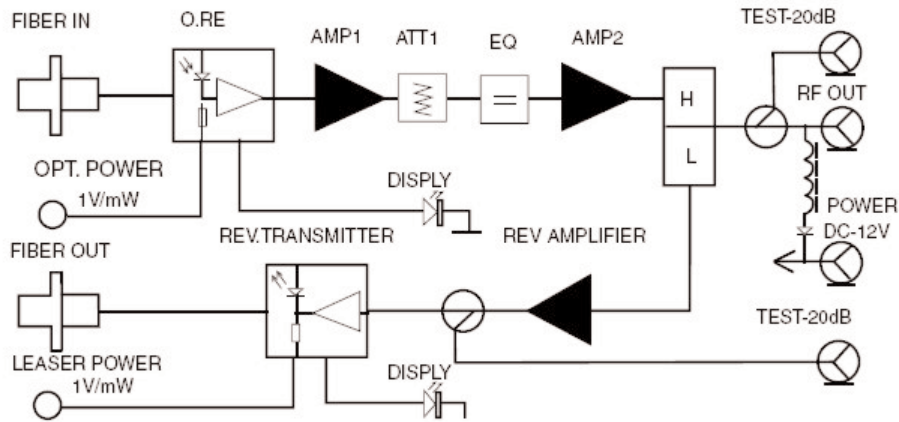 FIBER IN
O.RE
AMP1
ATT1
EQ
AMP2
TEST-20dB
H
L
RF OUT
OPT. POWER
1V/mW
DISPLY
POWER
DC-12V
FIBER OUT
REV.TRANSMITTER
REV AMPLIFIER
TEST-20dB
LEASER POWER
1V/mW
DISPLY